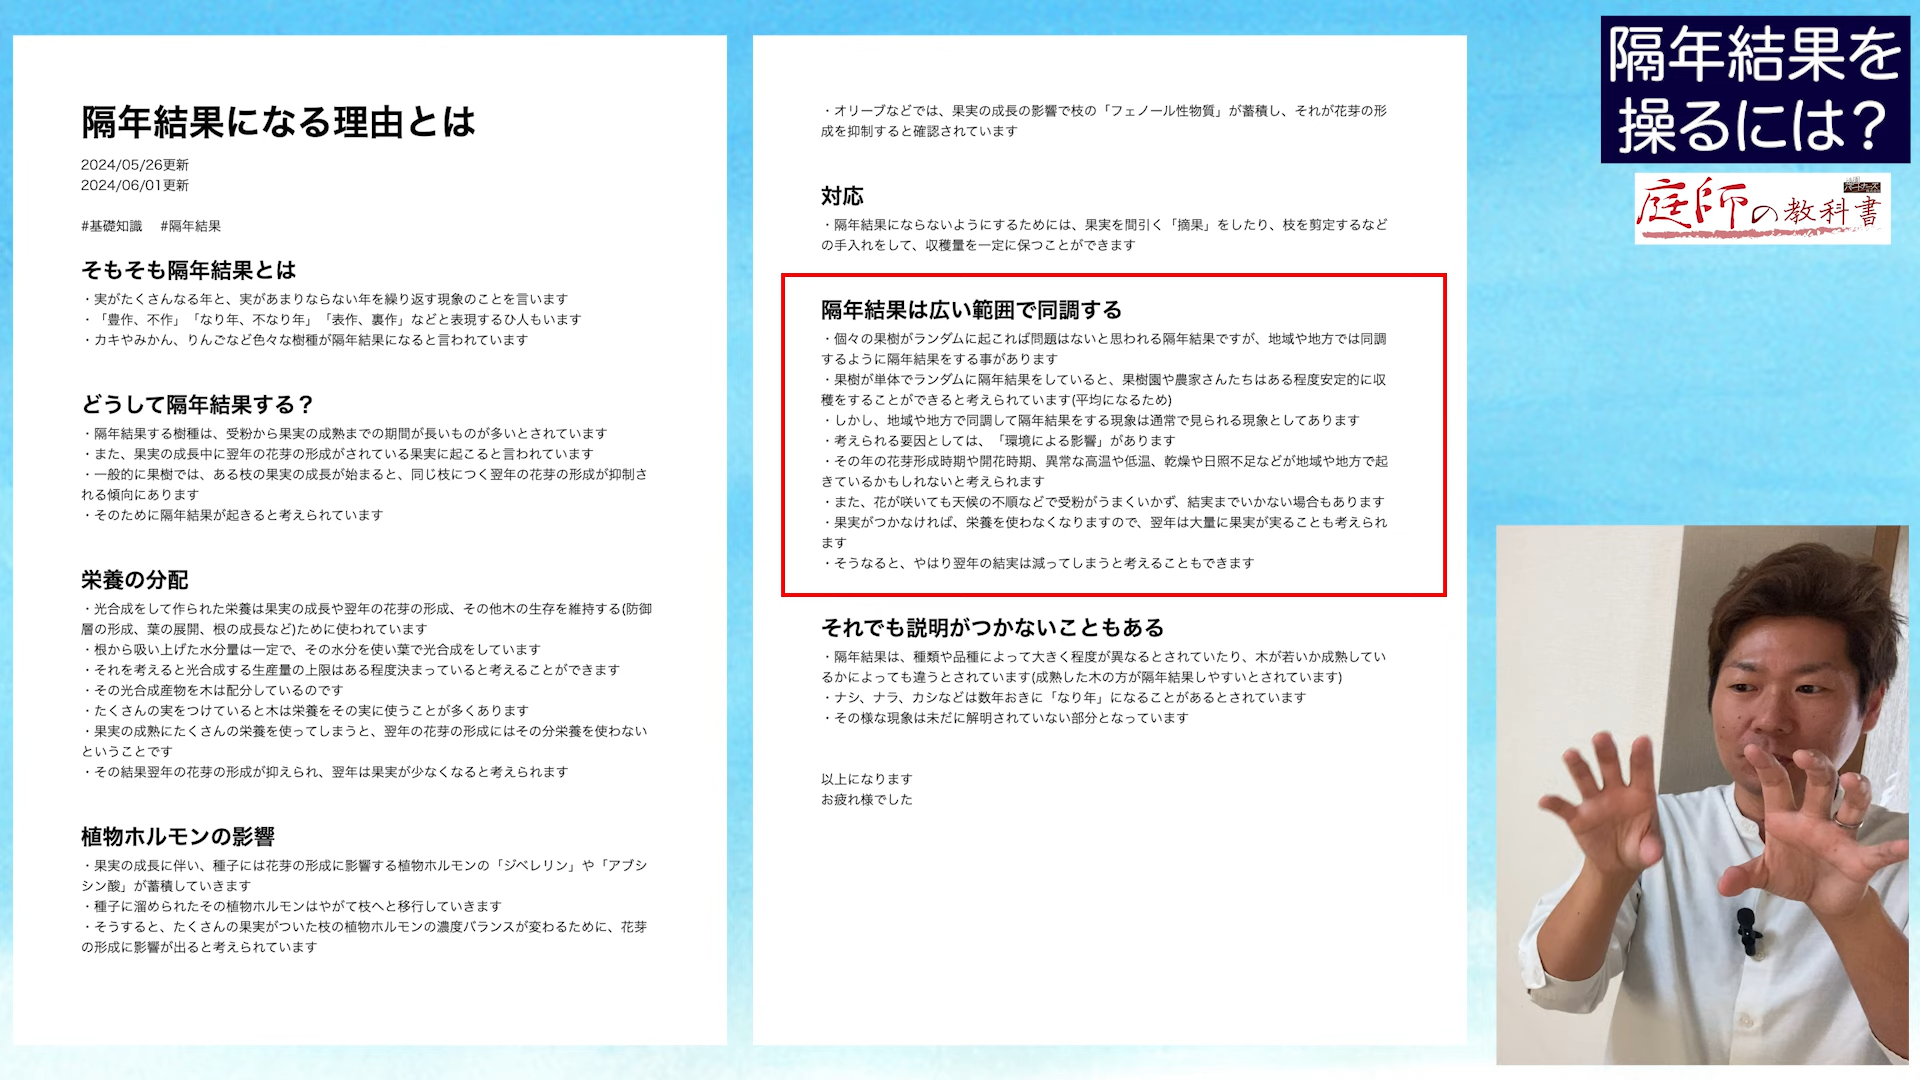 隔年結果になる理由とは
2024/05/26更新
2024/06/01更新
#基礎知識 #隔年結果
そもそも隔年結果とは
・実がたくさんなる年と、実があまりならない年を繰り返す現象のことを言います
・「豊作、不作」「なり年、不なり年」「表作、裏作」などと表現するひ人もいます
・カキやみかん、りんごなど色々な樹種が隔年結果になると言われています
どうして隔年結果する？
・隔年結果する樹種は、受粉から果実の成熟までの期間が長いものが多いとされています
・また、果実の成長中に翌年の花芽の形成がされている果実に起こると言われています
・一般的に果樹では、ある枝の果実の成長が始まると、同じ枝につく翌年の花芽の形成が抑制さ
れる傾向にあります
・そのために隔年結果が起きると考えられています
栄養の分配
・光合成をして作られた栄養は果実の成長や翌年の花芽の形成、その他木の生存を維持する(防御
層の形成、葉の展開、根の成長など)ために使われています
・根から吸い上げた水分量は一定で、その水分を使い葉で光合成をしています
・それを考えると光合成する生産量の上限はある程度決まっていると考えることができます
・その光合成産物を木は配分しているのです
・たくさんの実をつけていると木は栄養をその実に使うことが多くあります
・果実の成熟にたくさんの栄養を使ってしまうと、翌年の花芽の形成にはその分栄養を使わない
ということです
・その結果翌年の花芽の形成が抑えられ、翌年は果実が少なくなると考えられます
植物ホルモンの影響
・果実の成長に伴い、種子には花芽の形成に影響する植物ホルモンの「ジベレリン」や「アブシ
シン酸」が蓄積していきます
・種子に溜められたその植物ホルモンはやがて枝へと移行していきます
・そうすると、たくさんの果実がついた枝の植物ホルモンの濃度バランスが変わるために、花芽
の形成に影響が出ると考えられています
・オリーブなどでは、果実の成長の影響で枝の「フェノール性物質」が蓄積し、それが花芽の形
成を抑制すると確認されています
対応
・隔年結果にならないようにするためには、果実を間引く「摘果」をしたり、枝を剪定するなど
の手入れをして、収穫量を一定に保つことができます
隔年結果は広い範囲で同調する
・個々の果樹がランダムに起これば問題はないと思われる隔年結果ですが、地域や地方では同調
するように隔年結果をする事があります
・果樹が単体でランダムに隔年結果をしていると、果樹園や農家さんたちはある程度安定的に収
穫をすることができると考えられています(平均になるため)
・しかし、地域や地方で同調して隔年結果をする現象は通常で見られる現象としてあります
・考えられる要因としては、「環境による影響」があります
・その年の花芽形成時期や開花時期、異常な高温や低温、乾燥や日照不足などが地域や地方で起
きているかもしれないと考えられます
・また、花が咲いても天候の不順などで受粉がうまくいかず、結実までいかない場合もあります
・果実がつかなければ、栄養を使わなくなりますので、翌年は大量に果実が実ることも考えられ
ます
・そうなると、やはり翌年の結実は減ってしまうと考えることもできます
それでも説明がつかないこともある
・隔年結果は、種類や品種によって大きく程度が異なるとされていたり、木が若いか成熟してい
るかによっても違うとされています(成熟した木の方が隔年結果しやすいとされています)
・ナシ、ナラ、カシなどは数年おきに「なり年」になることがあるとされています
・その様な現象は未だに解明されていない部分となっています
以上になります
お疲れ様でした
隔年結果を
操るには？
庭師の教科書